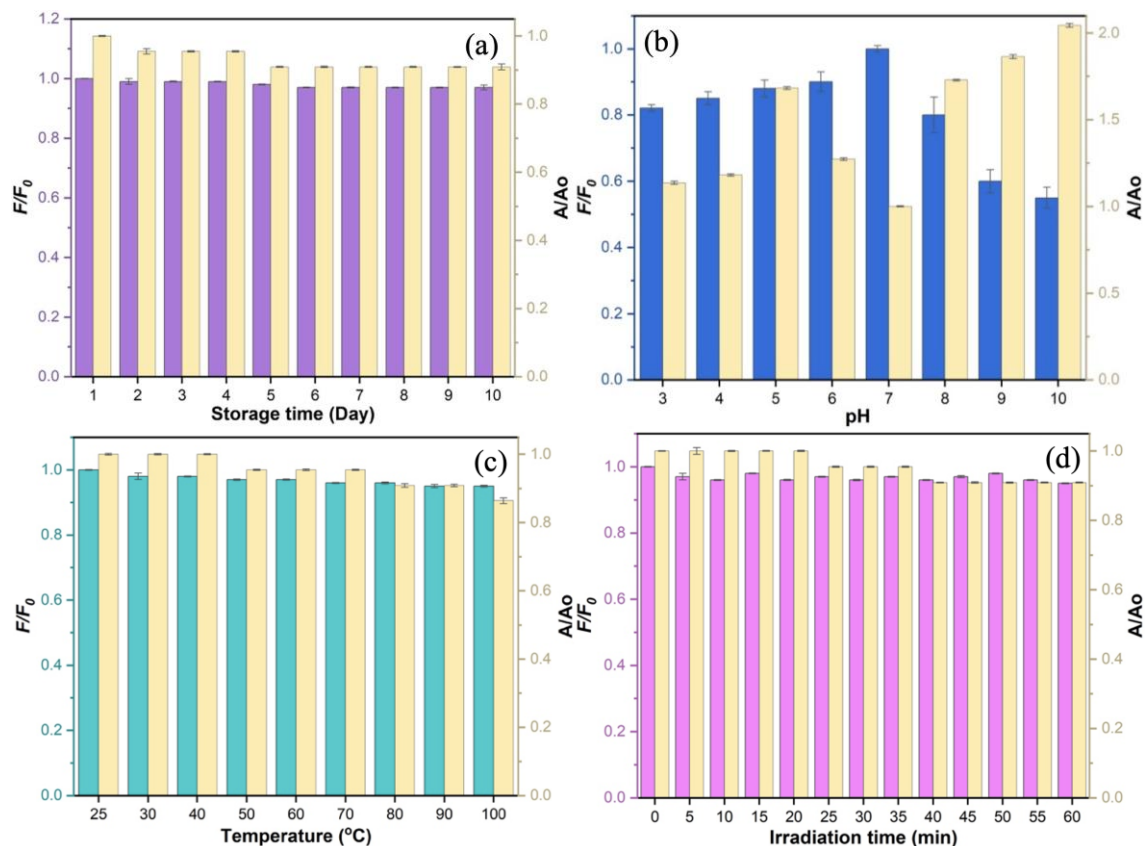 (a)
1.2
1.0
0.8
0.6
0.4
0.2
0.0
F/F0
1.0
0.8
0.6
0.4
0.2
0.0
A/Ao
1 2 3 4 5 6 7 8 9 10
Storage time (Day)
(b)
1.0
0.8
0.6
0.4
0.2
0.0
F/F0
2.0
1.5
1.0
0.5
0.0
A/Ao
3 4 5 6 7 8 9 10
pH
(c)
1.0
0.8
0.6
0.4
0.2
0.0
F/F0
1.0
0.8
0.6
0.4
0.2
0.0
A/Ao
25 30 40 50 60 70 80 90 100
Temperature (oC)
(d)
1.0
0.8
0.6
0.4
0.2
0.0
F/F0
1.0
0.8
0.6
0.4
0.2
0.0
A/Ao
0 5 10 15 20 25 30 35 40 45 50 55 60
Irradiation time (min)